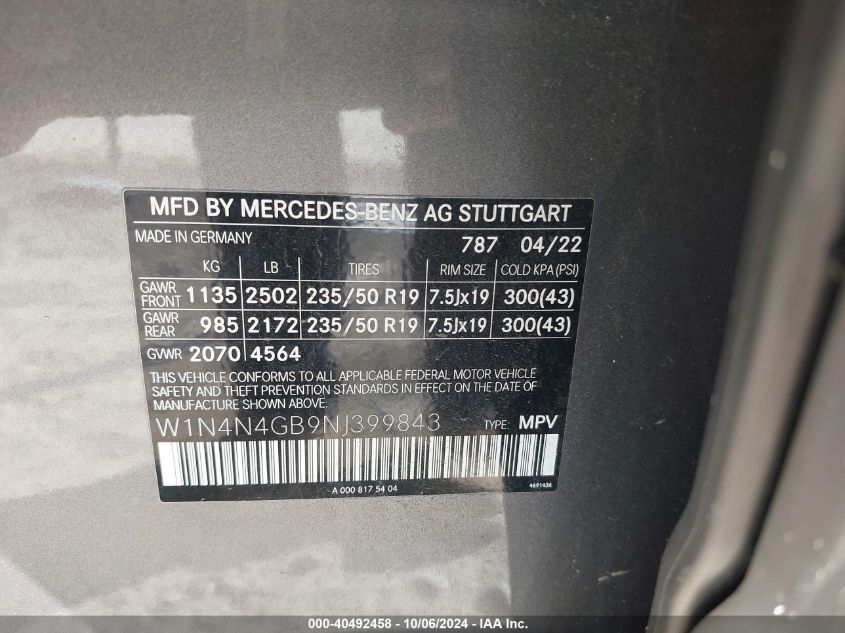 MFD BY MERCEDES-BENZ AG STUTTGART
MADE IN GERMANY 787 04/22
KG LB TIRES RIM SIZE COLD KPA (PSI)
GAWR FRONT 1135 2502 235/50 R19 7.5Jx19 300(43)
GAWR REAR 985 2172 235/50 R19 7.5Jx19 300(43)
GVWR 2070 4564
THIS VEHICLE CONFORMS TO ALL APPLICABLE FEDERAL MOTOR VEHICLE
SAFETY AND THEFT PREVENTION STANDARDS IN EFFECT ON THE DATE
OF MANUFACTURE SHOWN ABOVE.
W1N4N4GB9NJ399843 TYPE: MPV
A 000 817 54 04 4691436
000-40492458 - 10/06/2024 - IAA Inc.